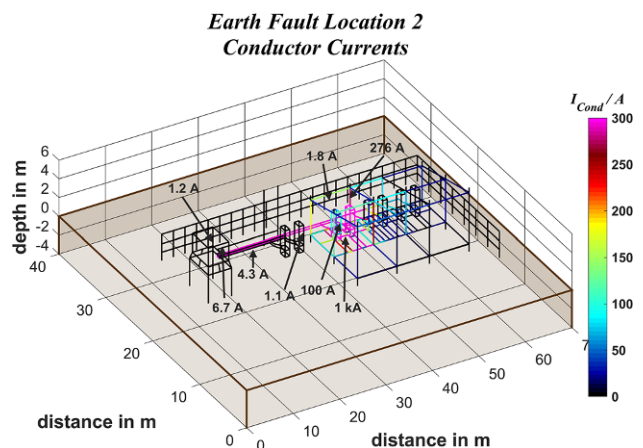 Earth Fault Location 2
Conductor Currents
I_Cond / A
300
250
200
150
100
50
0
depth in m
6
4
2
0
-2
-4
40
30
20
10
0
distance in m
0
10
20
30
40
50
60
7
distance in m
1.2 A
1.8 A
276 A
4.3 A
6.7 A
1.1 A
100 A
1 kA